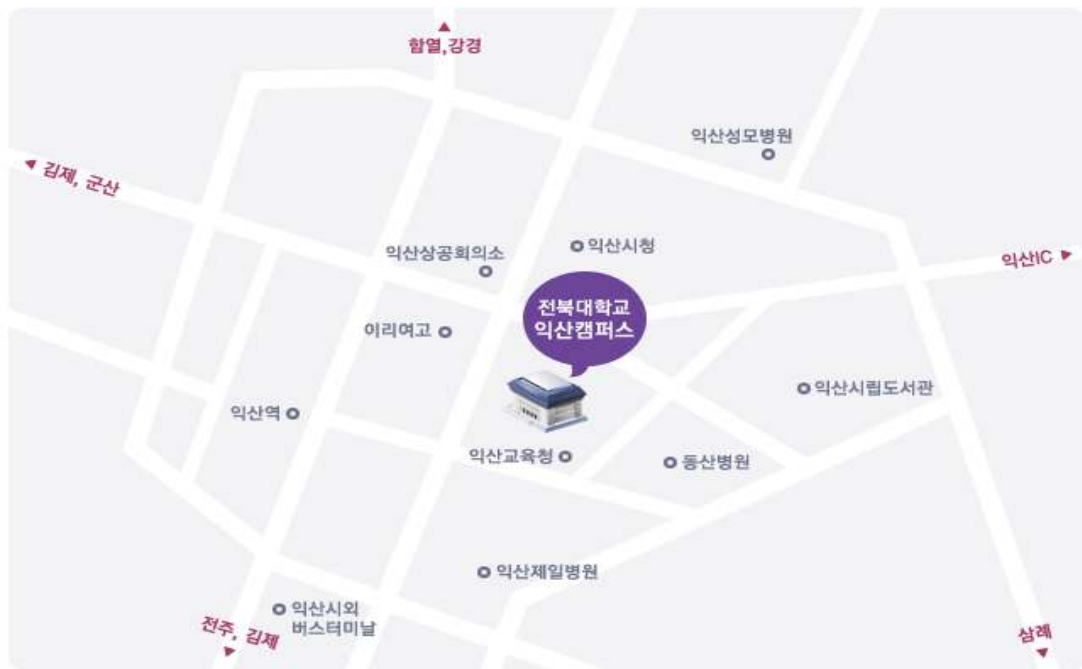 함열,강경
익산성모병원
김제, 군산
익산시청
익산상공회의소
익산IC
전북대학교
익산캠퍼스
이리여고
익산시립도서관
익산역
익산교육청
동산병원
익산제일병원
익산시외
버스터미널
전주, 김제
삼례